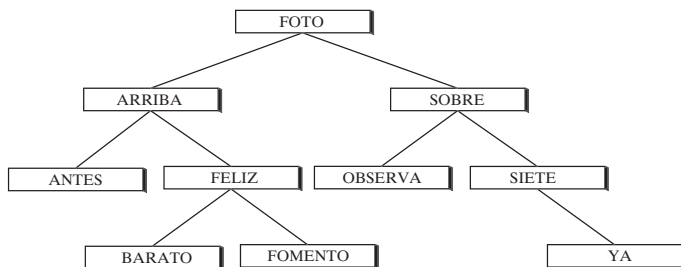 FOTO
ARRIBA
SOBRE
ANTES
FELIZ
OBSERVA
SIETE
BARATO
FOMENTO
YA